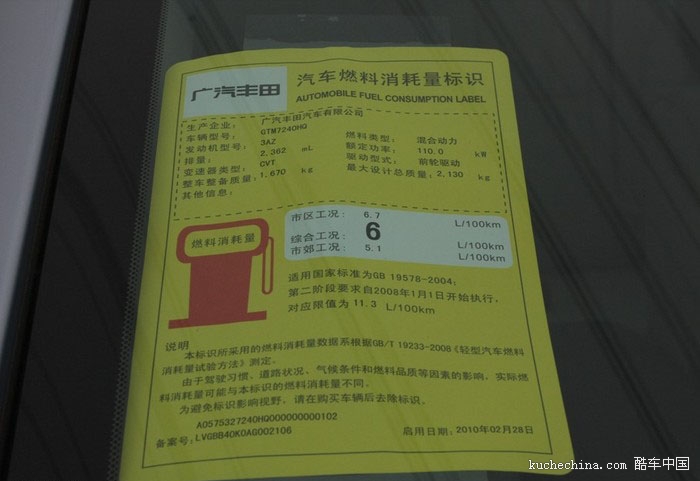 广汽丰田
汽车燃料消耗量标识
AUTOMOBILE FUEL CONSUMPTION LABEL
生产企业: 广汽丰田汽车有限公司
车辆型号: GTM7240HQ
发动机型号: 3AZ 燃料类型: 混合动力
排量: 2,362 mL 额定功率: 110.0 kW
变速器类型: CVT 驱动型式: 前轮驱动
整车整备质量: 1,670 kg 最大设计总质量: 2,130 kg
其他信息:
燃料消耗量
市区工况: 6.7 L/100km
综合工况: 6 L/100km
市郊工况: 5.1 L/100km
适用国家标准为GB 19578-2004;
第二阶段要求自2008年1月1日开始执行,
对应限值为 11.3 L/100km
说明
本标识所采用的燃料消耗量数据系根据GB/T 19233-2008《轻型汽车燃料
消耗量试验方法》测定。
由于驾驶习惯、道路状况、气候条件和燃料品质等因素的影响，实际燃
料消耗量可能与本标识的燃料消耗量不同。
为避免标识影响视野，请在购买车辆后去除标识。
A0575327240HQ000000000102
备案号: LVGBB40K0AG002106 启用日期: 2010年02月28日
kuchechina.com 酷车中国